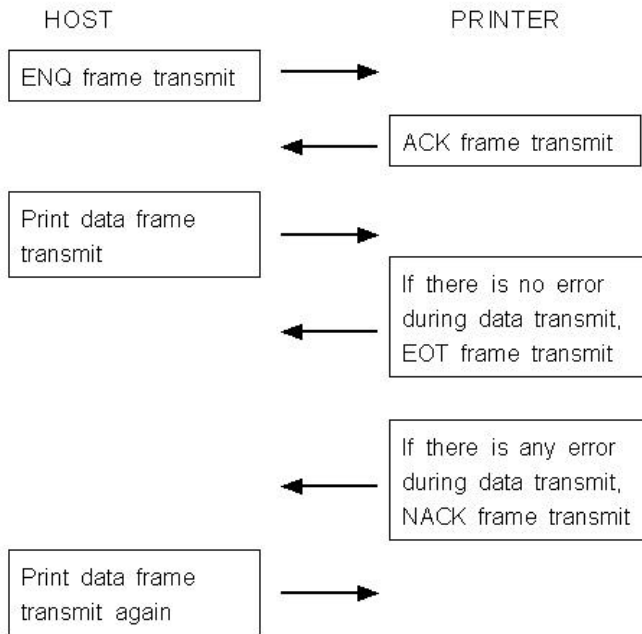 HOST
PRINTER
ENQ frame transmit
ACK frame transmit
Print data frame
transmit
If there is no error
during data transmit,
EOT frame transmit
If there is any error
during data transmit,
NACK frame transmit
Print data frame
transmit again